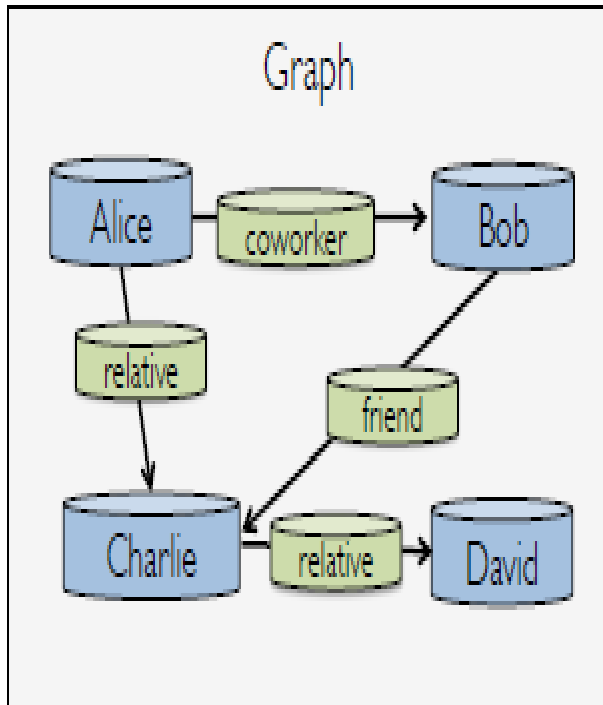 Graph
Alice
coworker
Bob
relative
friend
Charlie
relative
David